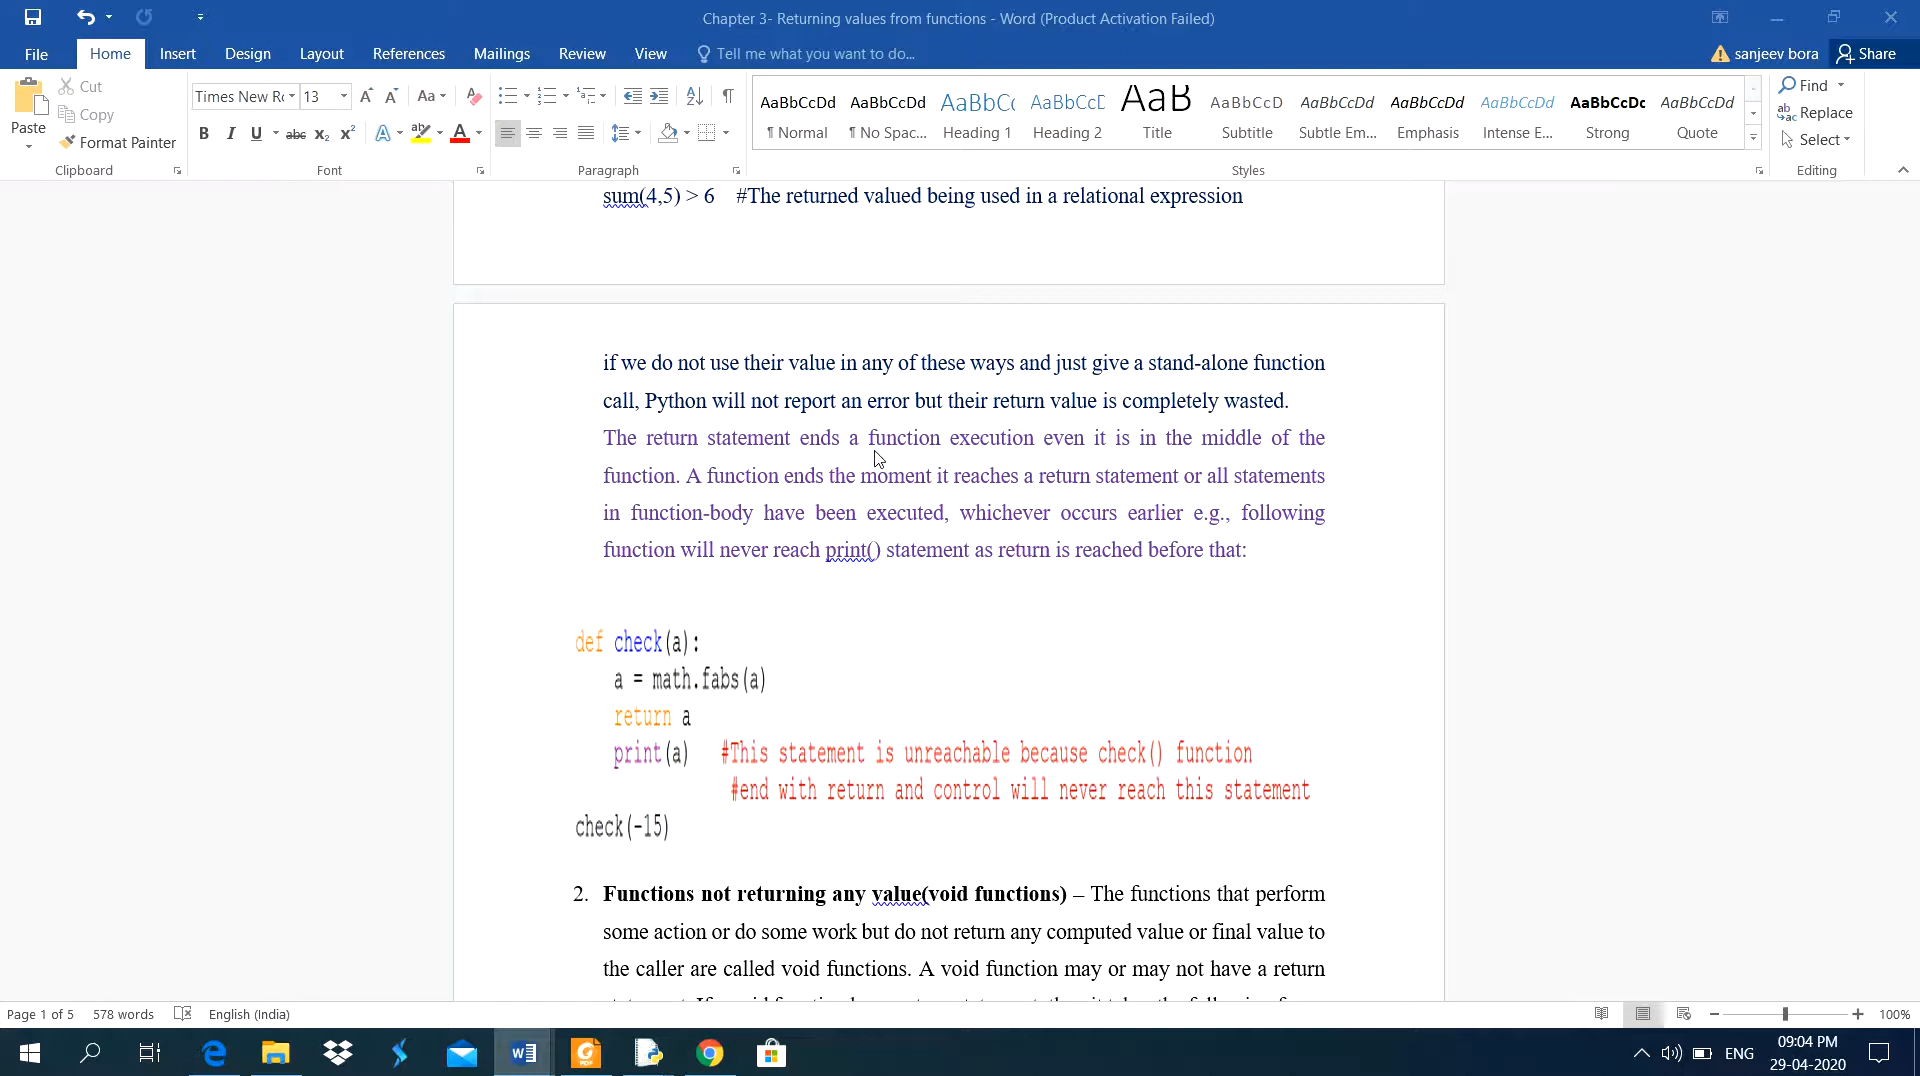 Chapter 3- Returning values from functions - Word (Product Activation Failed)
File Home Insert Design Layout References Mailings Review View Tell me what you want to do... sanjeev bora Share
Cut
Copy
Format Painter
Paste
Clipboard
Times New Rc 13 Aa
B I U abc X₂ X² A ab A
Font
Paragraph
AaBbCcDd AaBbCcDd AaBbCc AaBbCcC AaB AaBbCcD AaBbCcDd AaBbCcDd AaBbCcDd AaBbCcDc AaBbCcDd
¶ Normal ¶ No Spac... Heading 1 Heading 2 Title Subtitle Subtle Em... Emphasis Intense E... Strong Quote
Styles
Find
Replace
Select
Editing
sum(4,5) > 6 #The returned valued being used in a relational expression
if we do not use their value in any of these ways and just give a stand-alone function
call, Python will not report an error but their return value is completely wasted.
The return statement ends a function execution even it is in the middle of the
function. A function ends the moment it reaches a return statement or all statements
in function-body have been executed, whichever occurs earlier e.g., following
function will never reach print() statement as return is reached before that:
def check(a):
a = math.fabs(a)
return a
print(a) #This statement is unreachable because check() function
#end with return and control will never reach this statement
check(-15)
2. Functions not returning any value(void functions) – The functions that perform
some action or do some work but do not return any computed value or final value to
the caller are called void functions. A void function may or may not have a return
Page 1 of 5 578 words English (India) 100%
ENG
09:04 PM
29-04-2020